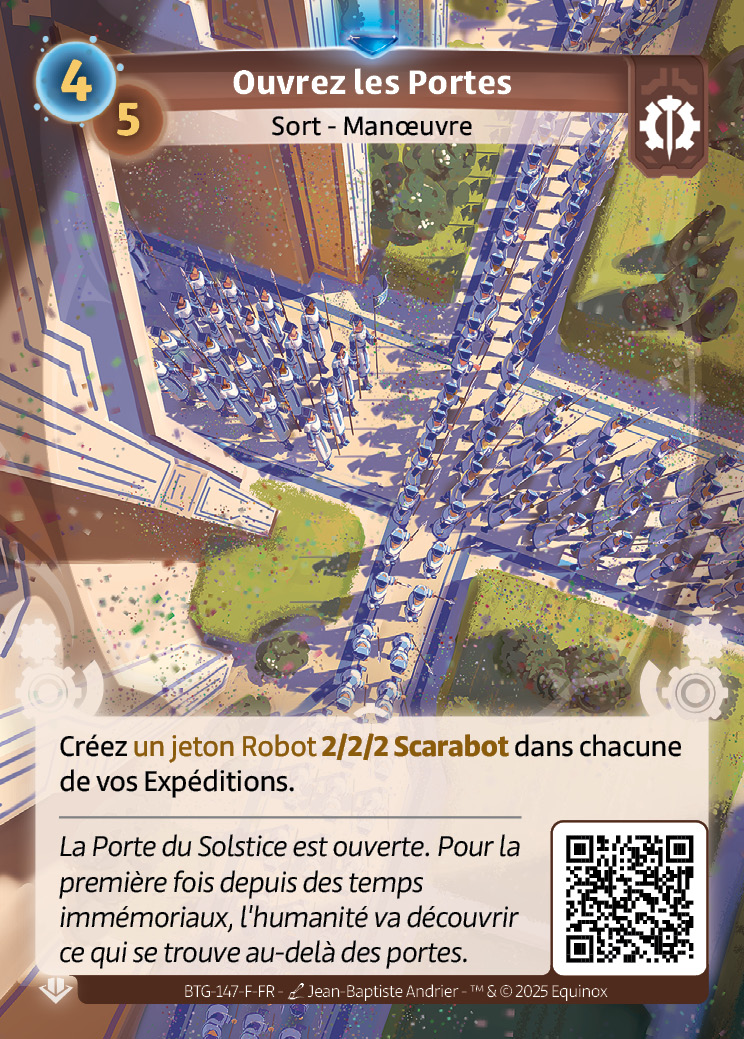 4
Ouvrez les Portes
5
Sort - Manœuvre
Créez un jeton Robot 2/2/2 Scarabot dans chacune
de vos Expéditions.
La Porte du Solstice est ouverte. Pour la
première fois depuis des temps
immémoriaux, l'humanité va découvrir
ce qui se trouve au-delà des portes.
BTG-147-F-FR - Jean-Baptiste Andrier - ™ & © 2025 Equinox